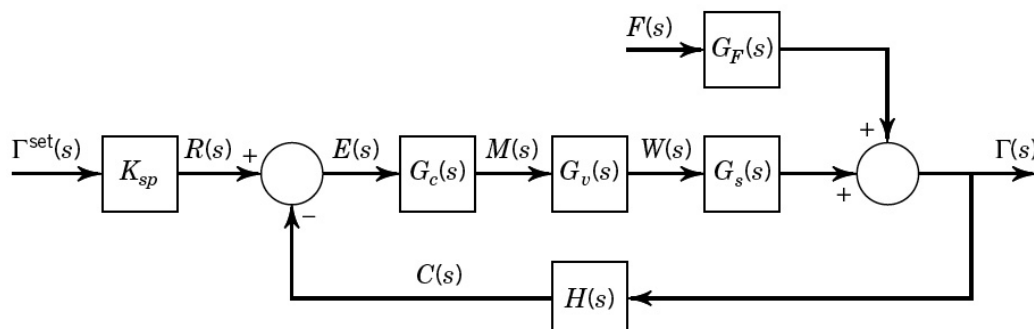 F(s)
G_F(s)
Γ^set(s)
K_sp
R(s)
+
−
E(s)
G_c(s)
M(s)
G_v(s)
W(s)
G_s(s)
+
+
Γ(s)
C(s)
H(s)